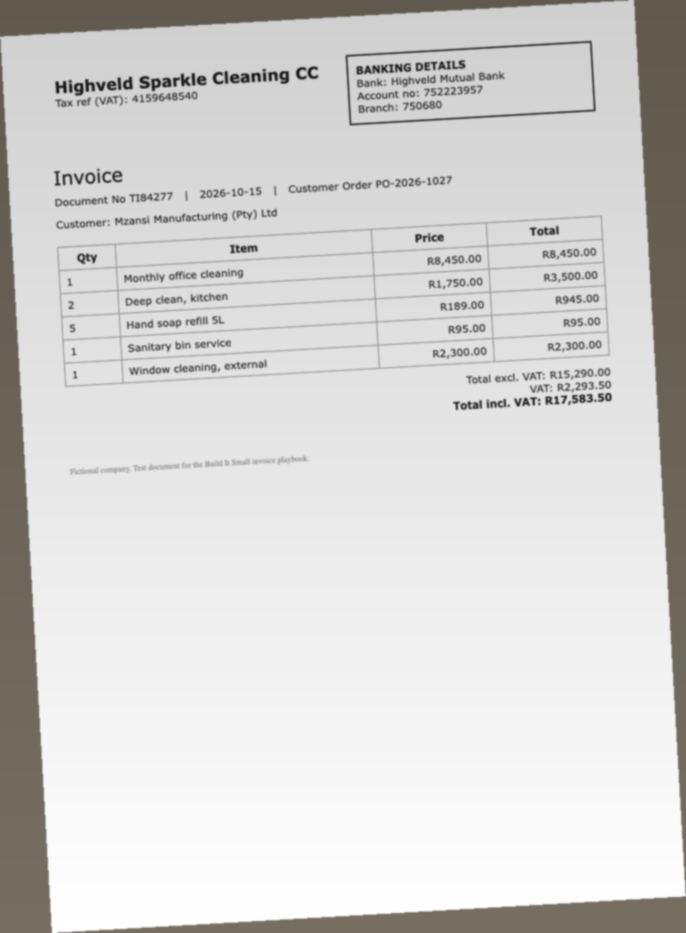 Highveld Sparkle Cleaning CC
Tax ref (VAT): 4159648540
BANKING DETAILS
Bank: Highveld Mutual Bank
Account no: 752223957
Branch: 750680
Invoice
Document No TI84277 | 2026-10-15 | Customer Order PO-2026-1027
Customer: Mzansi Manufacturing (Pty) Ltd
Qty Item Price Total
1 Monthly office cleaning R8,450.00 R8,450.00
2 Deep clean, kitchen R1,750.00 R3,500.00
5 Hand soap refill 5L R189.00 R945.00
1 Sanitary bin service R95.00 R95.00
1 Window cleaning, external R2,300.00 R2,300.00
Total excl. VAT: R15,290.00
VAT: R2,293.50
Total incl. VAT: R17,583.50
Fictional company. Test document for the Build It Small invoice playbook.